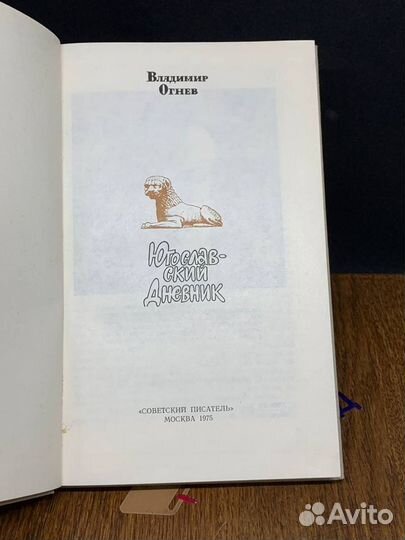 Владимир
Огнев
Югослав-
ский
Дневник
«СОВЕТСКИЙ ПИСАТЕЛЬ»
МОСКВА 1975
Avito